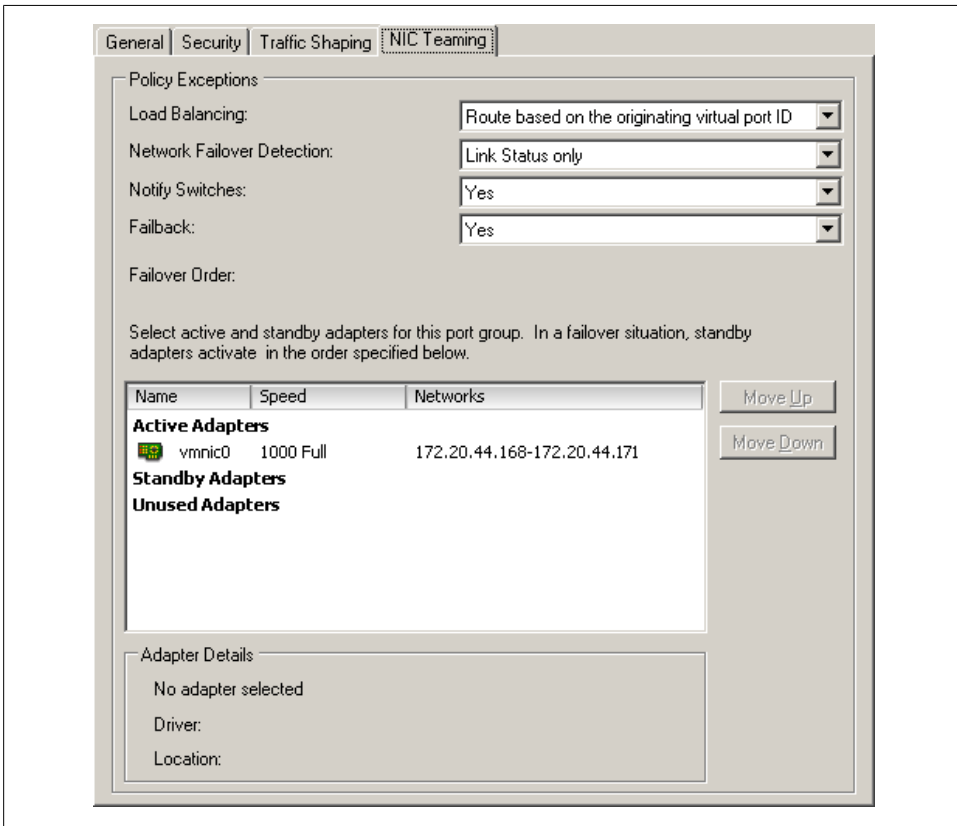 General Security Traffic Shaping NIC Teaming
Policy Exceptions
Load Balancing: Route based on the originating virtual port ID
Network Failover Detection: Link Status only
Notify Switches: Yes
Failback: Yes
Failover Order:
Select active and standby adapters for this port group. In a failover situation, standby
adapters activate in the order specified below.
Name Speed Networks Move Up
Active Adapters
vmnic0 1000 Full 172.20.44.168-172.20.44.171 Move Down
Standby Adapters
Unused Adapters
Adapter Details
No adapter selected
Driver:
Location: